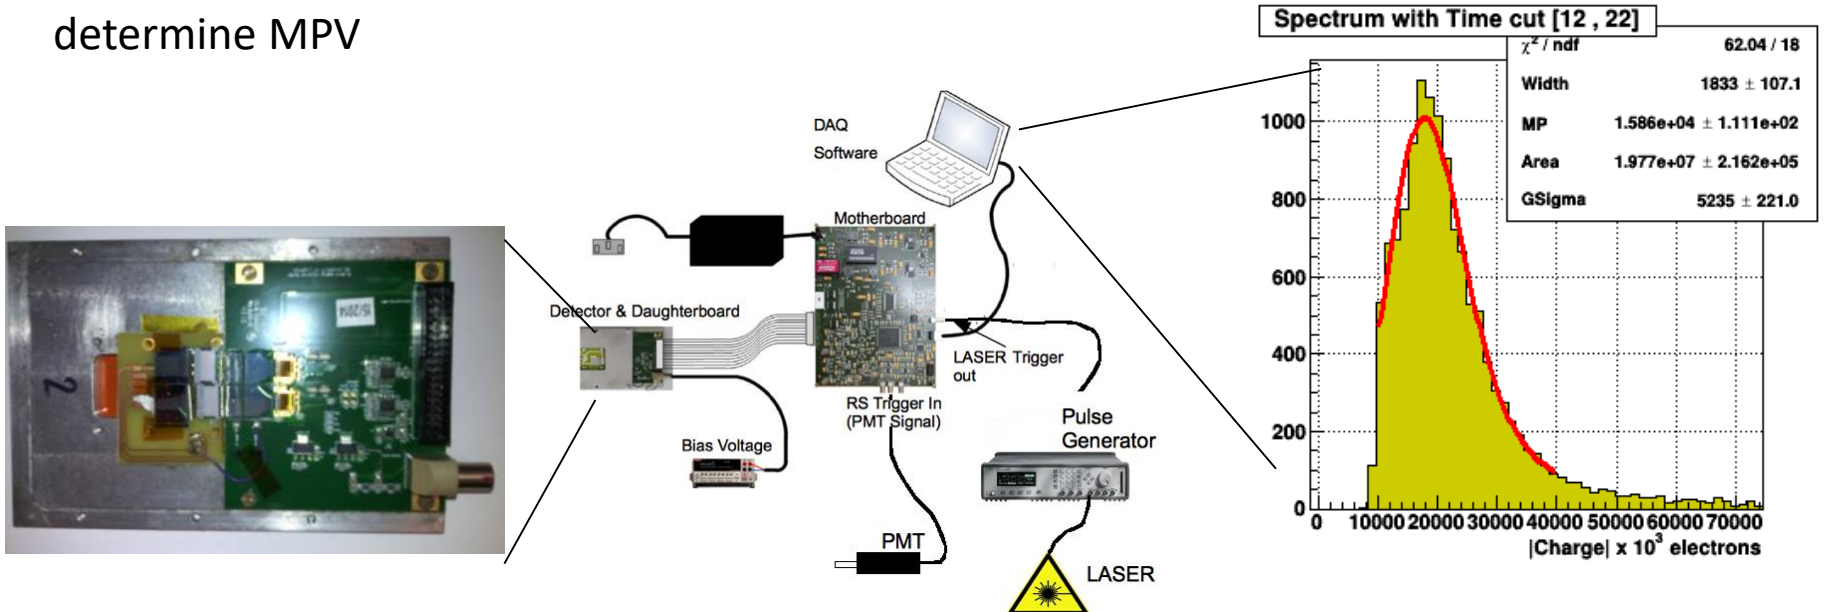 determine MPV
Spectrum with Time cut [12 , 22]
χ² / ndf 62.04 / 18
Width 1833 ± 107.1
MP 1.586e+04 ± 1.111e+02
Area 1.977e+07 ± 2.162e+05
GSigma 5235 ± 221.0
1000
800
600
400
200
0
0 10000 20000 30000 40000 50000 60000 70000
|Charge| x 10³ electrons
DAQ
Software
Motherboard
Detector & Daughterboard
LASER Trigger
out
RS Trigger In
(PMT Signal)
Bias Voltage
Pulse
Generator
PMT
LASER
15/2014
2